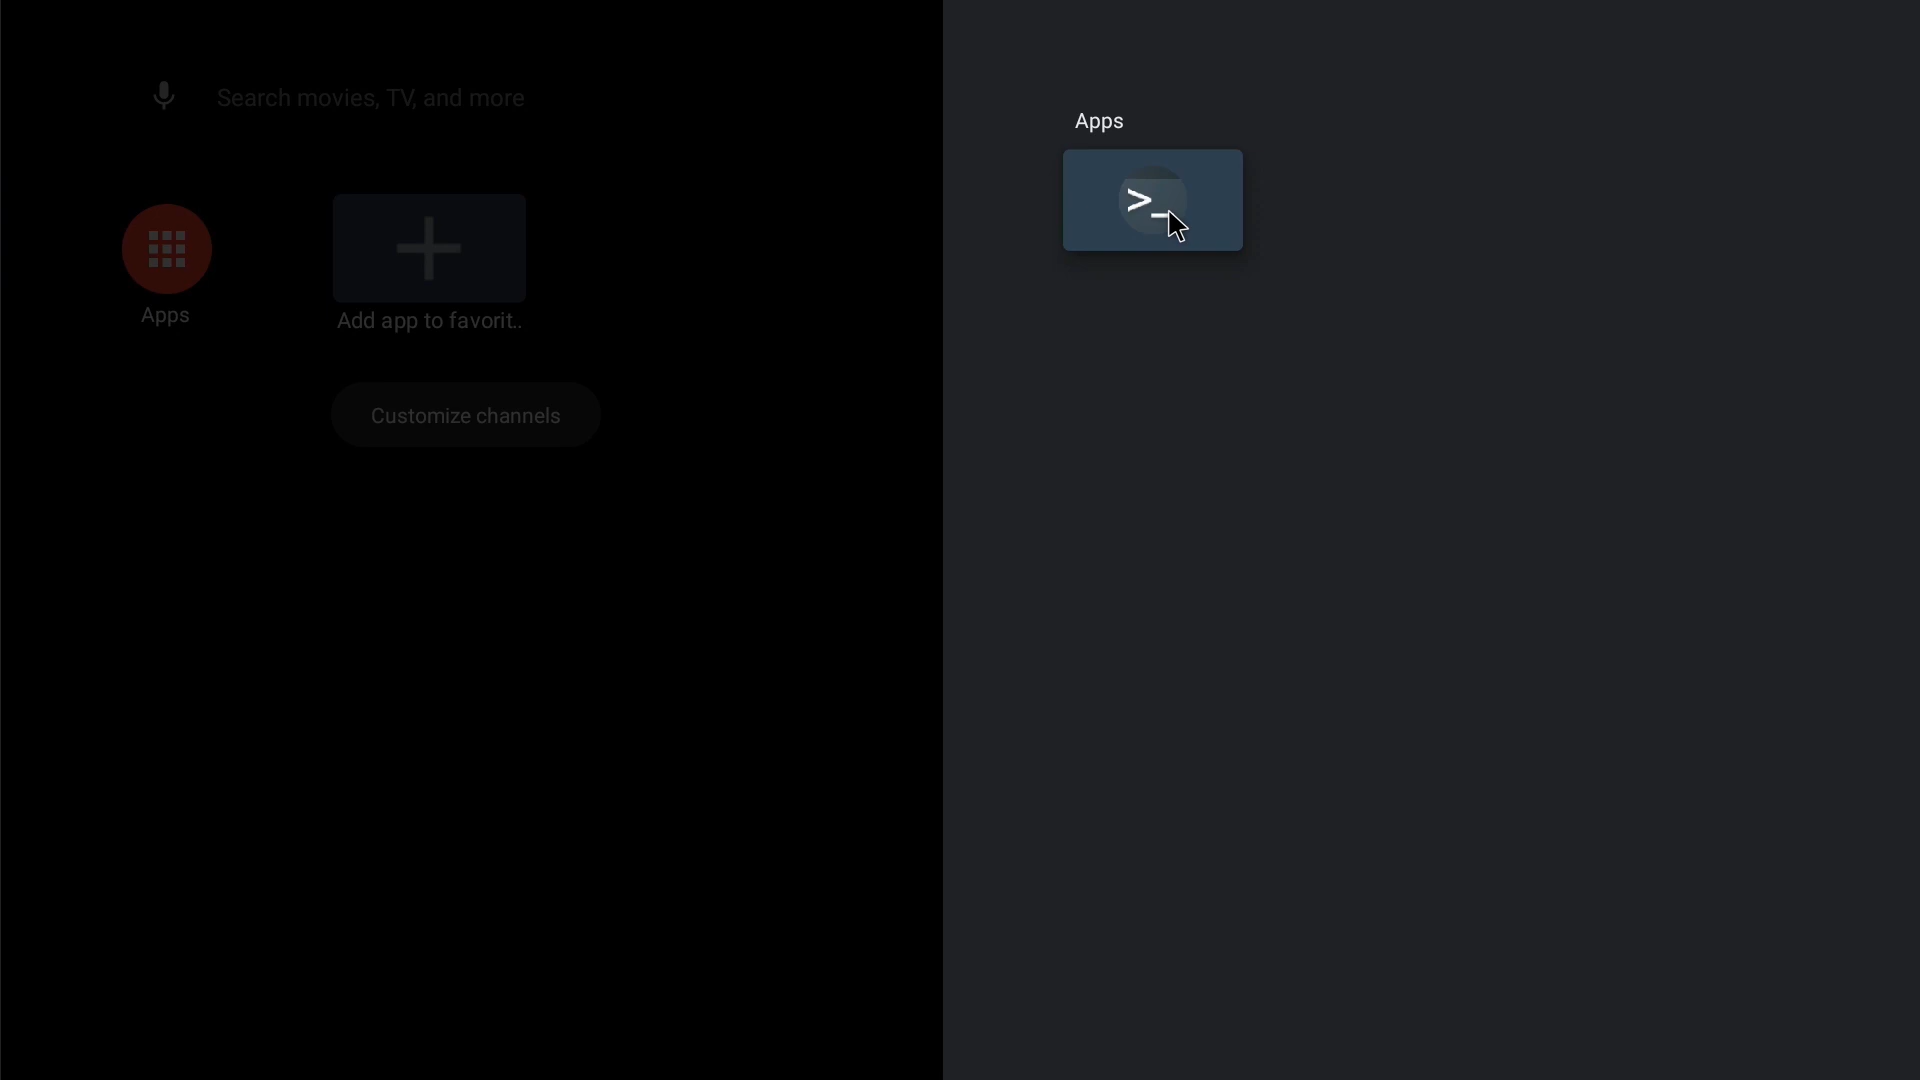 Search movies, TV, and more
Apps
Add app to favorit..
Customize channels
Apps
>_